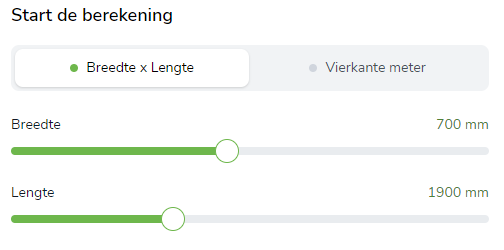 Start de berekening
Breedte x Lengte
Vierkante meter
Breedte
700 mm
Lengte
1900 mm